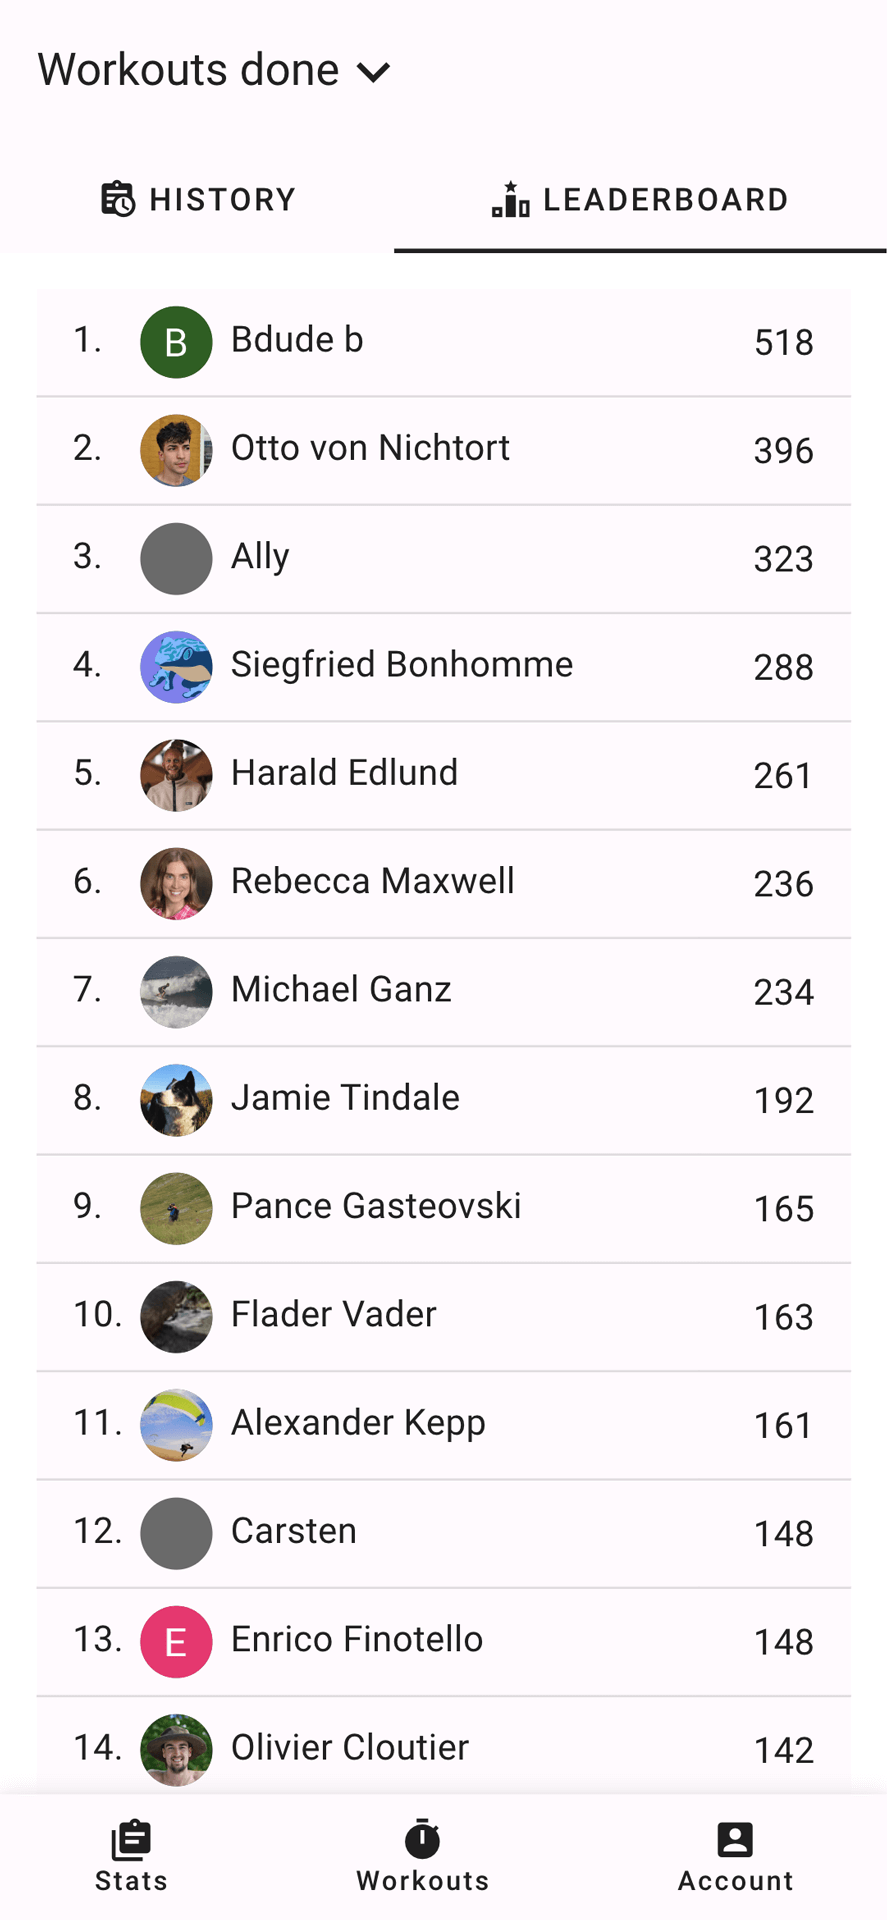 Workouts done
HISTORY
LEADERBOARD
1. B Bdude b 518
2. Otto von Nichtort 396
3. Ally 323
4. Siegfried Bonhomme 288
5. Harald Edlund 261
6. Rebecca Maxwell 236
7. Michael Ganz 234
8. Jamie Tindale 192
9. Pance Gasteovski 165
10. Flader Vader 163
11. Alexander Kepp 161
12. Carsten 148
13. E Enrico Finotello 148
14. Olivier Cloutier 142
Stats
Workouts
Account